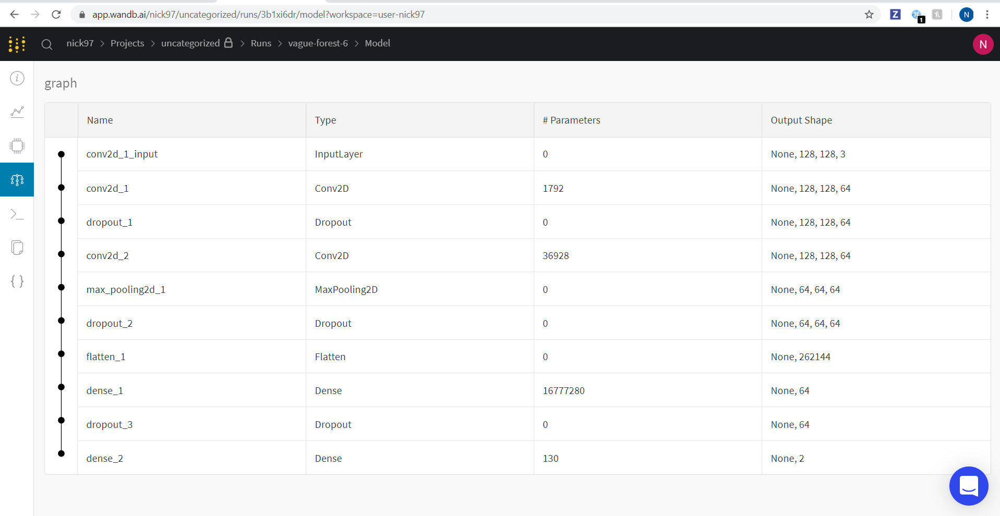 app.wandb.ai/nick97/uncategorized/runs/3b1xi6dr/model?workspace=user-nick97
Z
1
N
nick97 > Projects > uncategorized > Runs > vague-forest-6 > Model
N
graph
Name Type # Parameters Output Shape
conv2d_1_input InputLayer 0 None, 128, 128, 3
conv2d_1 Conv2D 1792 None, 128, 128, 64
dropout_1 Dropout 0 None, 128, 128, 64
conv2d_2 Conv2D 36928 None, 128, 128, 64
max_pooling2d_1 MaxPooling2D 0 None, 64, 64, 64
dropout_2 Dropout 0 None, 64, 64, 64
flatten_1 Flatten 0 None, 262144
dense_1 Dense 16777280 None, 64
dropout_3 Dropout 0 None, 64
dense_2 Dense 130 None, 2